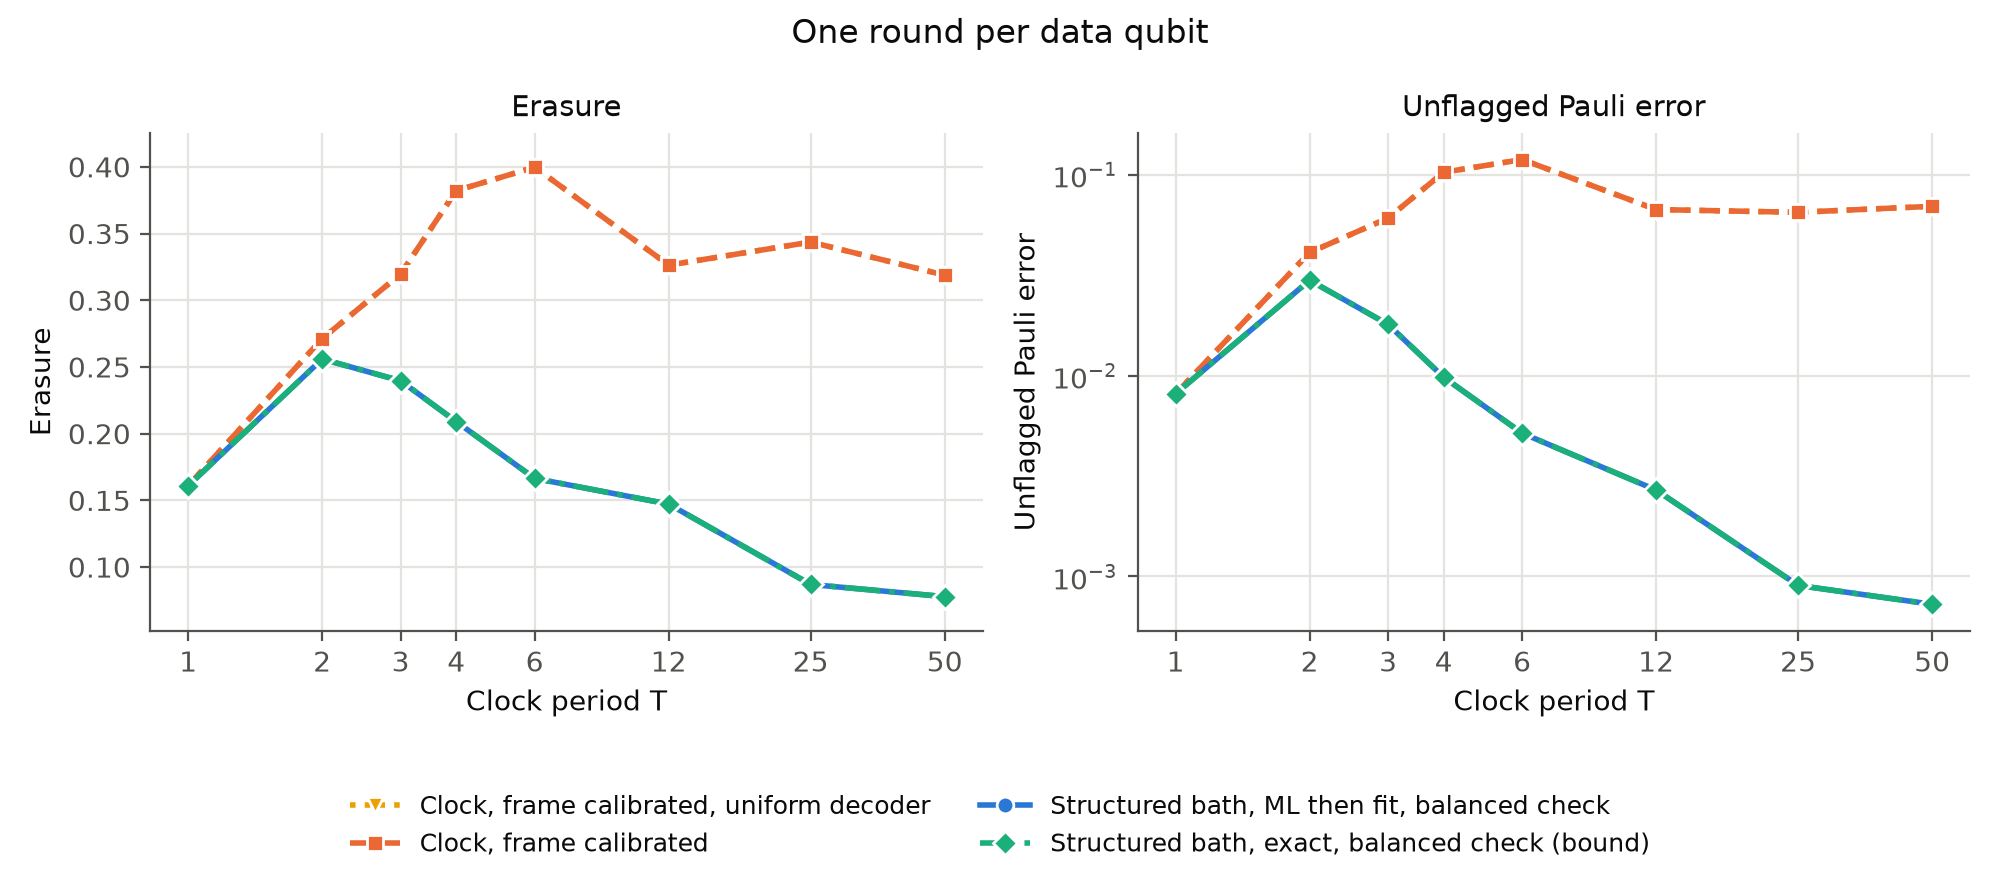 One round per data qubit
Erasure
Erasure
0.40
0.35
0.30
0.25
0.20
0.15
0.10
1 2 3 4 6 12 25 50
Clock period T
Unflagged Pauli error
Unflagged Pauli error
10⁻¹
10⁻²
10⁻³
1 2 3 4 6 12 25 50
Clock period T
Clock, frame calibrated, uniform decoder
Clock, frame calibrated
Structured bath, ML then fit, balanced check
Structured bath, exact, balanced check (bound)